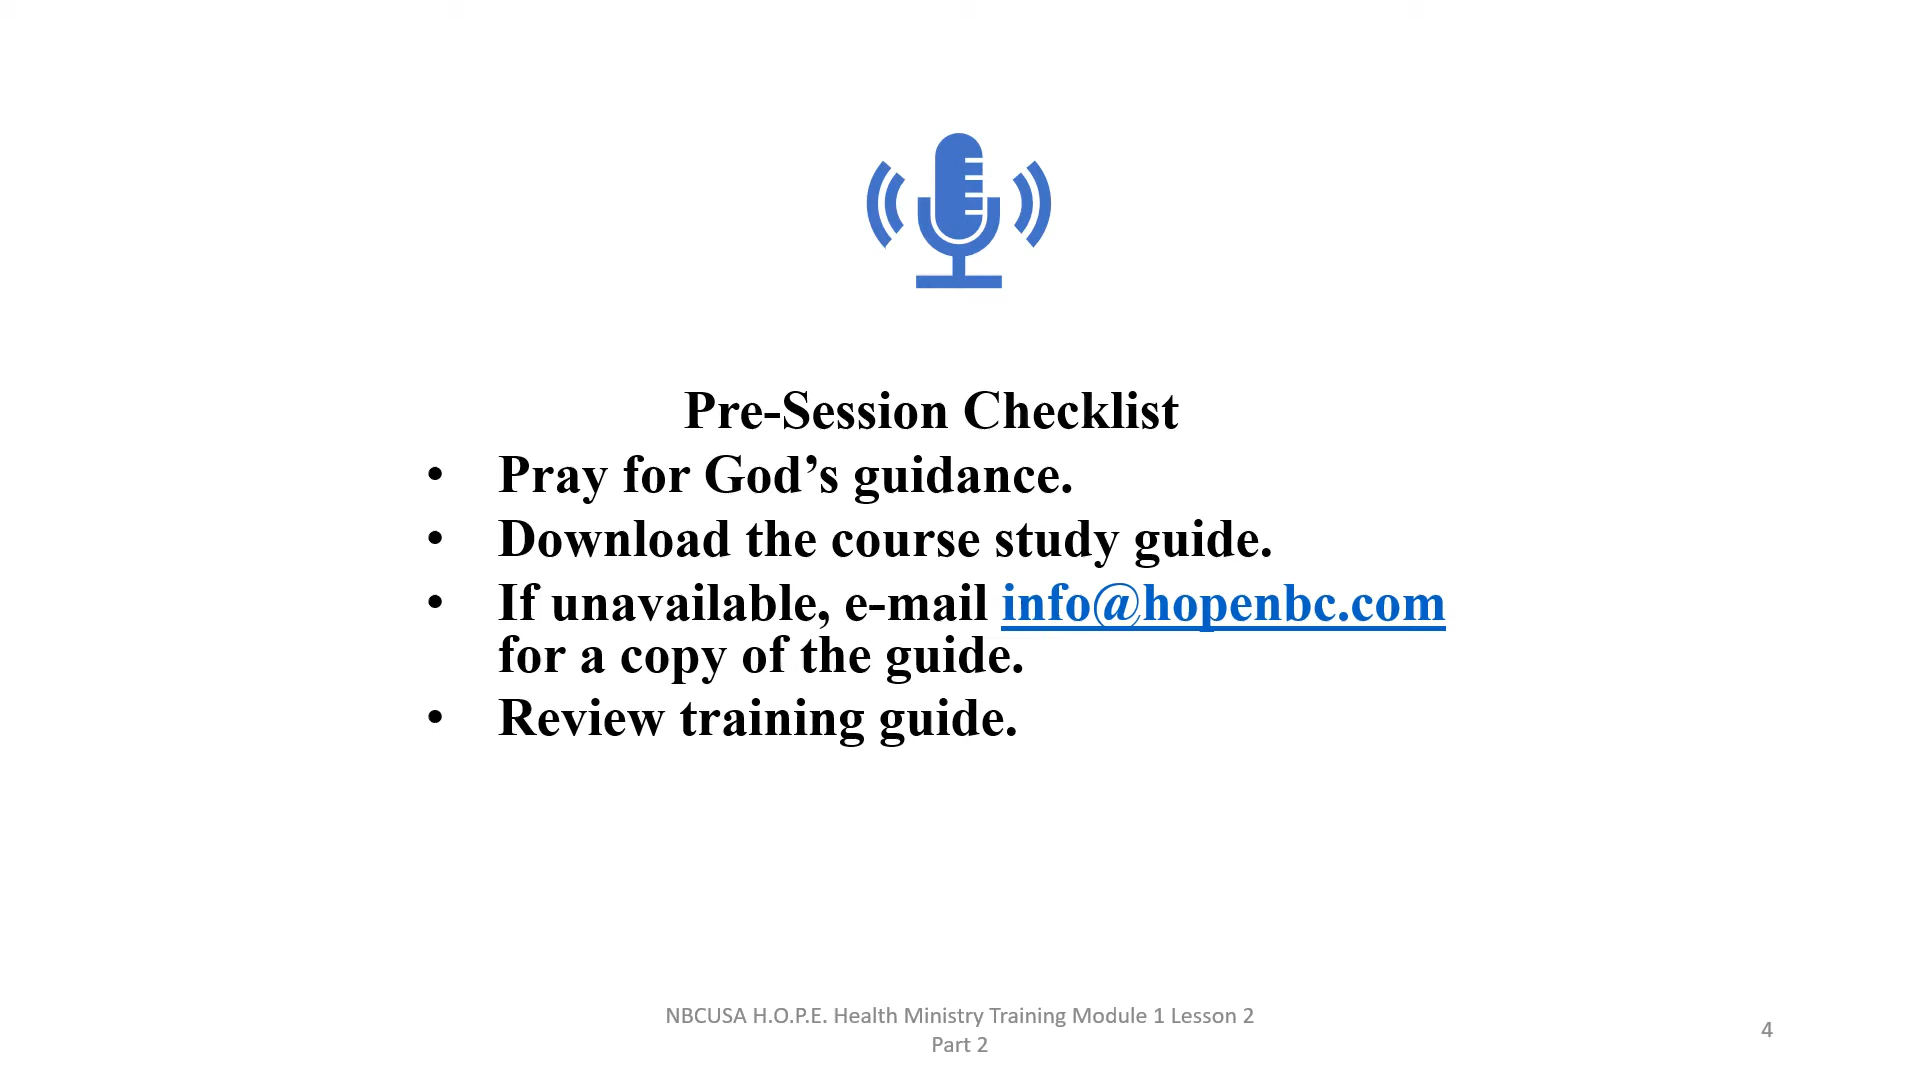 Pre-Session Checklist
• Pray for God’s guidance.
• Download the course study guide.
• If unavailable, e-mail info@hopenbc.com
for a copy of the guide.
• Review training guide.
NBCUSA H.O.P.E. Health Ministry Training Module 1 Lesson 2
Part 2
4